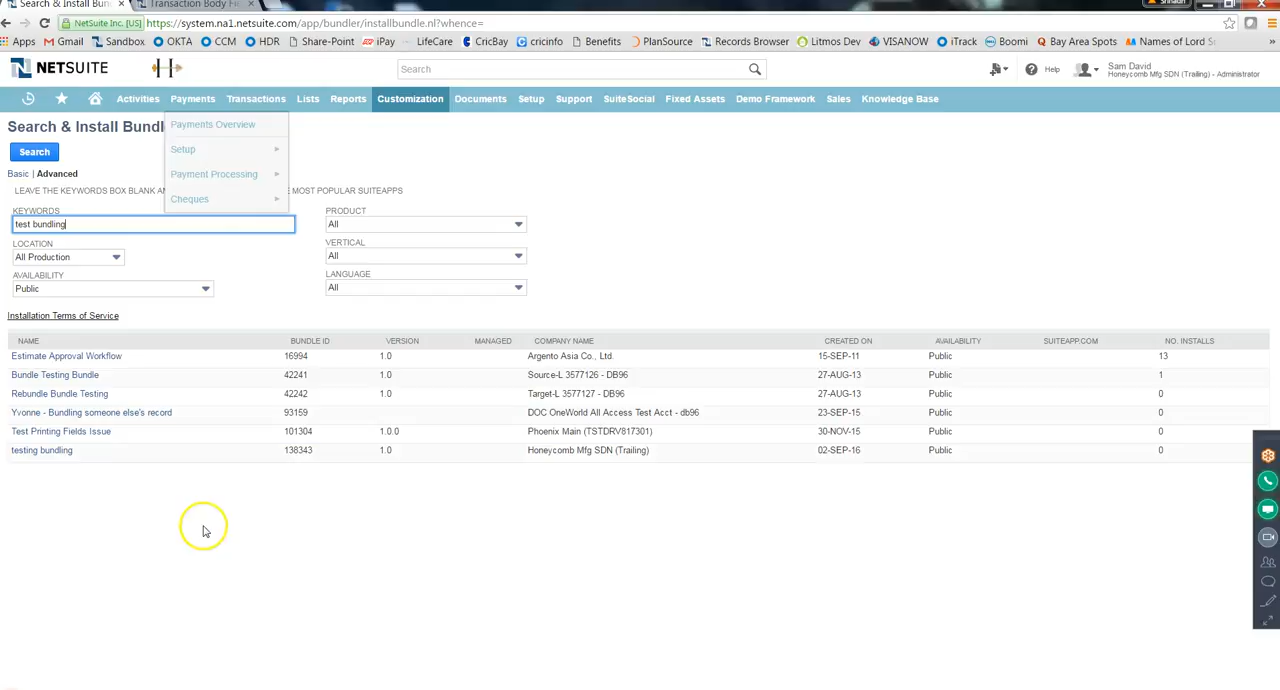 Search & Install Bun
Transaction Body Fi
Srinath
NetSuite Inc. [US]
https://system.na1.netsuite.com/app/bundler/installbundle.nl?whence=
Apps Gmail Sandbox OKTA CCM HDR Share-Point iPay LifeCare CricBay cricinfo Benefits PlanSource Records Browser Litmos Dev VISANOW iTrack Boomi Bay Area Spots Names of Lord S
NETSUITE
Search
Help
Sam David
Honeycomb Mfg SDN (Trailing) - Administrator
Activities Payments Transactions Lists Reports Customization Documents Setup Support SuiteSocial Fixed Assets Demo Framework Sales Knowledge Base
Search & Install Bundl
Payments Overview
Setup
Payment Processing
Cheques
Search
Basic | Advanced
LEAVE THE KEYWORDS BOX BLANK AN
E MOST POPULAR SUITEAPPS
KEYWORDS
test bundling
PRODUCT
All
LOCATION
All Production
VERTICAL
All
AVAILABILITY
Public
LANGUAGE
All
Installation Terms of Service
NAME BUNDLE ID VERSION MANAGED COMPANY NAME CREATED ON AVAILABILITY SUITEAPP.COM NO. INSTALLS
Estimate Approval Workflow 16994 1.0 Argento Asia Co., Ltd. 15-SEP-11 Public 13
Bundle Testing Bundle 42241 1.0 Source-L 3577126 - DB96 27-AUG-13 Public 1
Rebundle Bundle Testing 42242 1.0 Target-L 3577127 - DB96 27-AUG-13 Public 0
Yvonne - Bundling someone else's record 93159 DOC OneWorld All Access Test Acct - db96 23-SEP-15 Public 0
Test Printing Fields Issue 101304 1.0.0 Phoenix Main (TSTDRV817301) 30-NOV-15 Public 0
testing bundling 138343 1.0 Honeycomb Mfg SDN (Trailing) 02-SEP-16 Public 0